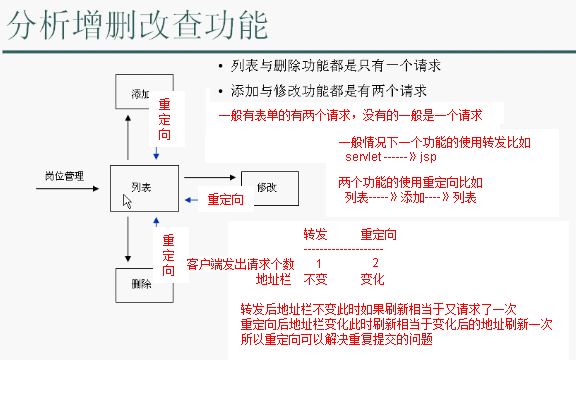 分析增删改查功能
• 列表与删除功能都是只有一个请求
• 添加与修改功能都是有两个请求
一般有表单的有两个请求，没有的一般是一个请求
添加
重定向
一般情况下一个功能的使用转发比如
servlet ------》jsp
两个功能的使用重定向比如
列表-----》添加----》列表
岗位管理
列表
重定向
修改
重定向
删除
转发 重定向
--------------------
客户端发出请求个数 1 2
地址栏 不变 变化
转发后地址栏不变此时如果刷新相当于又请求了一次
重定向后地址栏变化此时刷新相当于变化后的地址刷新一次
所以重定向可以解决重复提交的问题